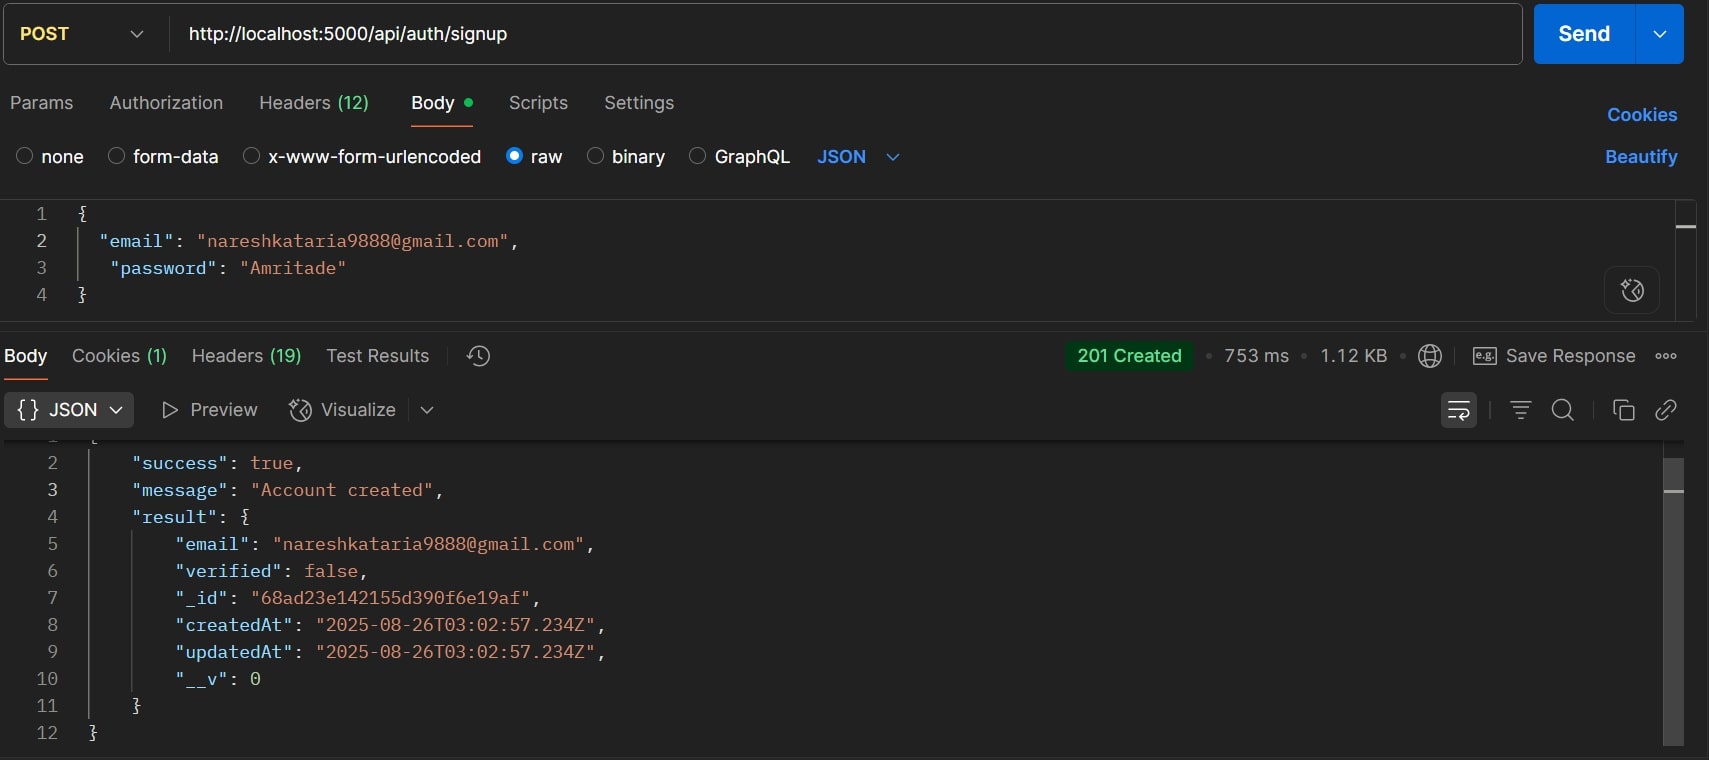 POST http://localhost:5000/api/auth/signup Send
Params Authorization Headers (12) Body Scripts Settings Cookies
none form-data x-www-form-urlencoded raw binary GraphQL JSON Beautify
1 {
2 "email": "nareshkataria9888@gmail.com",
3 "password": "Amritade"
4 }
Body Cookies (1) Headers (19) Test Results 201 Created • 753 ms • 1.12 KB • e.g. Save Response
{} JSON Preview Visualize
2 "success": true,
3 "message": "Account created",
4 "result": {
5 "email": "nareshkataria9888@gmail.com",
6 "verified": false,
7 "_id": "68ad23e142155d390f6e19af",
8 "createdAt": "2025-08-26T03:02:57.234Z",
9 "updatedAt": "2025-08-26T03:02:57.234Z",
10 "__v": 0
11 }
12 }